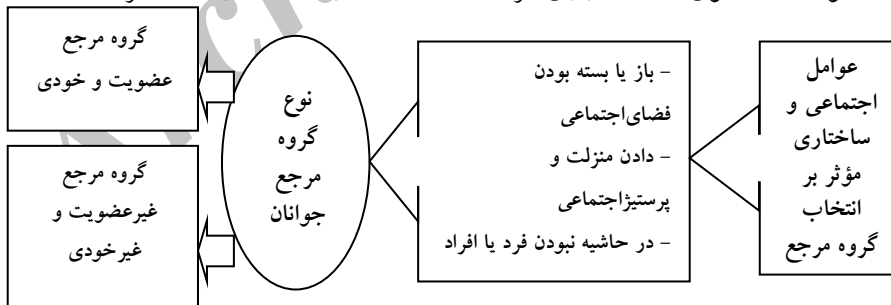 عوامل
اجتماعی و
ساختاری
مؤثر بر
انتخاب
گروه مرجع
- باز یا بسته بودن
فضای‌اجتماعی
- دادن منزلت و
پرستیژاجتماعی
- در حاشیه نبودن فرد یا افراد
نوع
گروه
مرجع
جوانان
گروه مرجع
عضویت و خودی
گروه مرجع
غیرعضویت و
غیرخودی